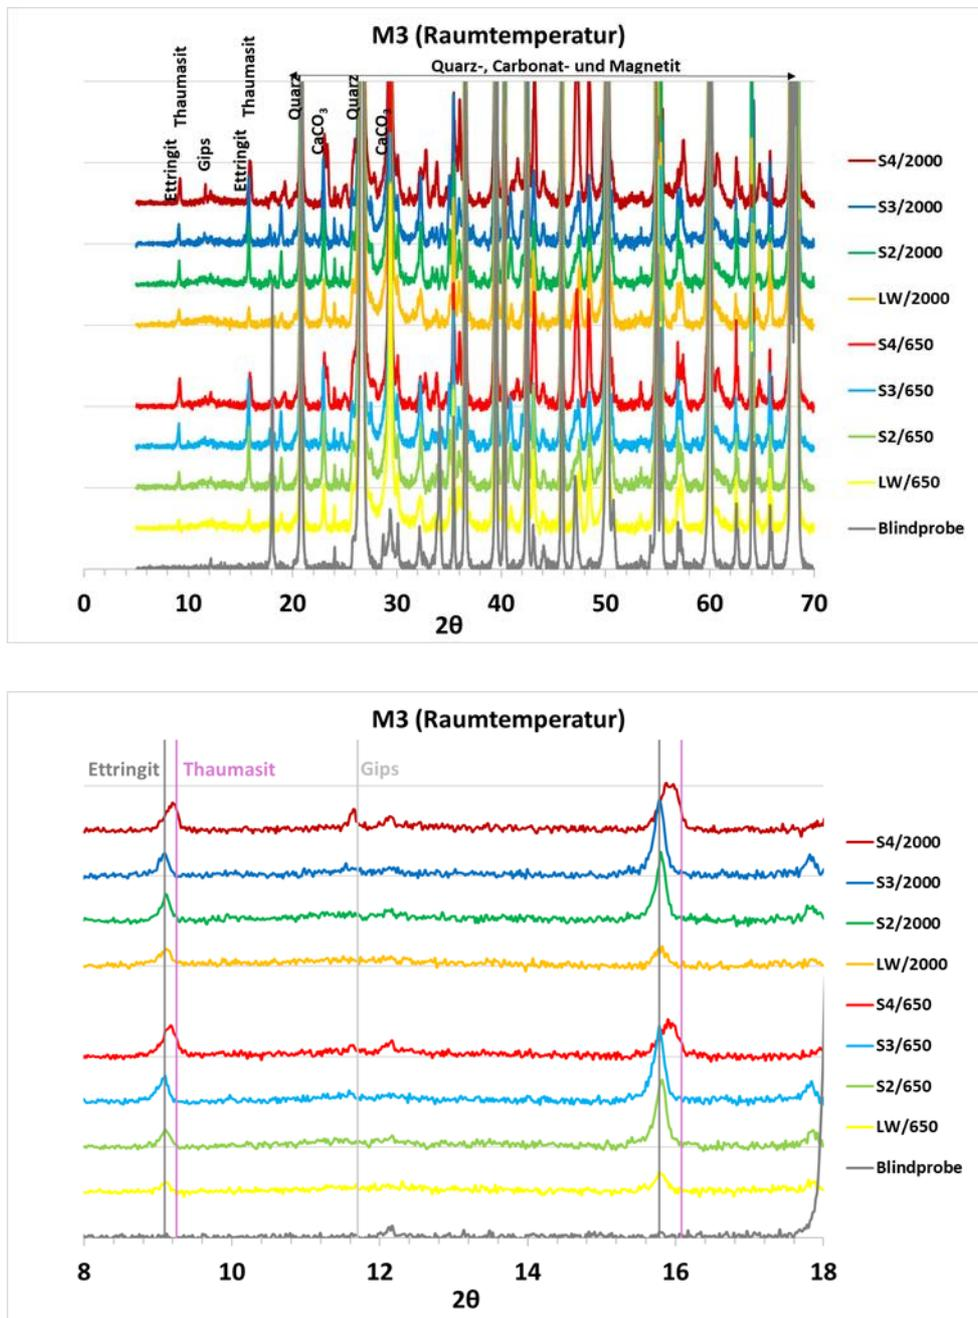 M3 (Raumtemperatur)
Quarz-, Carbonat- und Magnetit
Ettringit
Thaumasit
Gips
Ettringit
Thaumasit
Quarz
CaCO3
Quarz
CaCO3
S4/2000
S3/2000
S2/2000
LW/2000
S4/650
S3/650
S2/650
LW/650
Blindprobe
0 10 20 30 40 50 60 70
2θ
M3 (Raumtemperatur)
Ettringit Thaumasit Gips
S4/2000
S3/2000
S2/2000
LW/2000
S4/650
S3/650
S2/650
LW/650
Blindprobe
8 10 12 14 16 18
2θ